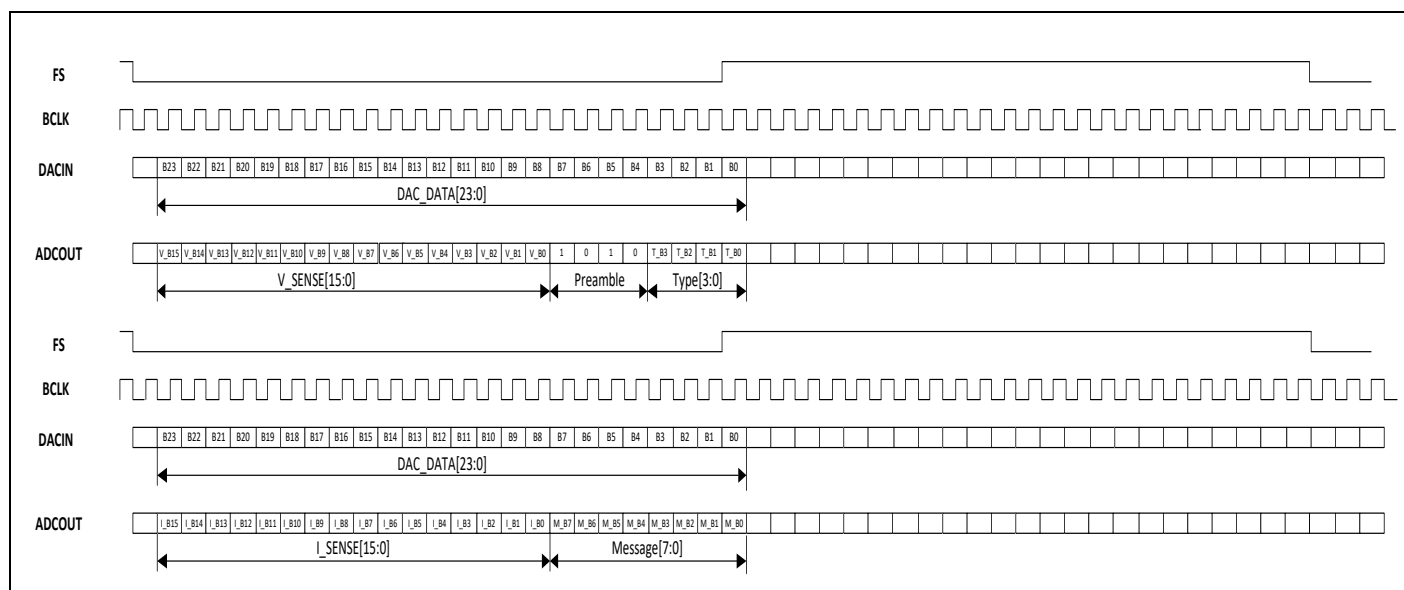 FS
BCLK
DACIN B23 B22 B21 B20 B19 B18 B17 B16 B15 B14 B13 B12 B11 B10 B9 B8 B7 B6 B5 B4 B3 B2 B1 B0
DAC_DATA[23:0]
ADCOUT V_B15 V_B14 V_B13 V_B12 V_B11 V_B10 V_B9 V_B8 V_B7 V_B6 V_B5 V_B4 V_B3 V_B2 V_B1 V_B0 1 0 1 0 T_B3 T_B2 T_B1 T_B0
V_SENSE[15:0] Preamble Type[3:0]
FS
BCLK
DACIN B23 B22 B21 B20 B19 B18 B17 B16 B15 B14 B13 B12 B11 B10 B9 B8 B7 B6 B5 B4 B3 B2 B1 B0
DAC_DATA[23:0]
ADCOUT I_B15 I_B14 I_B13 I_B12 I_B11 I_B10 I_B9 I_B8 I_B7 I_B6 I_B5 I_B4 I_B3 I_B2 I_B1 I_B0 M_B7 M_B6 M_B5 M_B4 M_B3 M_B2 M_B1 M_B0
I_SENSE[15:0] Message[7:0]